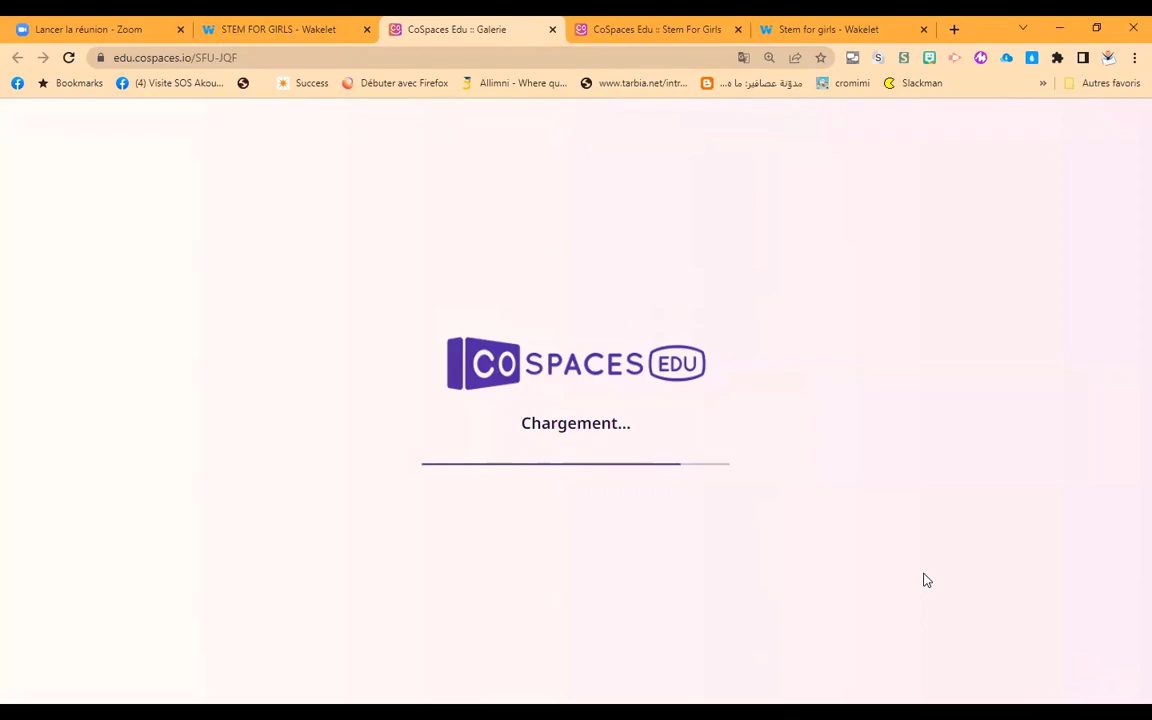 Lancer la réunion - Zoom
STEM FOR GIRLS - Wakelet
CoSpaces Edu :: Galerie
CoSpaces Edu :: Stem For Girls
Stem for girls - Wakelet
edu.cospaces.io/SFU-JQF
Bookmarks
(4) Visite SOS Akou...
Success
Débuter avec Firefox
Allimni - Where qu...
www.tarbia.net/intr...
مدوّنة عصافير: ما ه...
cromimi
Slackman
»
Autres favoris
CO SPACES EDU
Chargement...